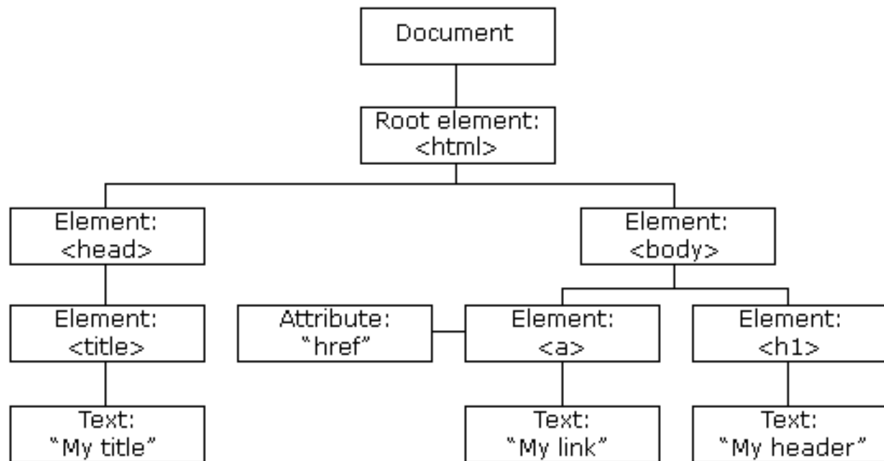 Document
Root element:
<html>
Element:
<head>
Element:
<body>
Element:
<title>
Attribute:
“href”
Element:
<a>
Element:
<h1>
Text:
“My title”
Text:
“My link”
Text:
“My header”